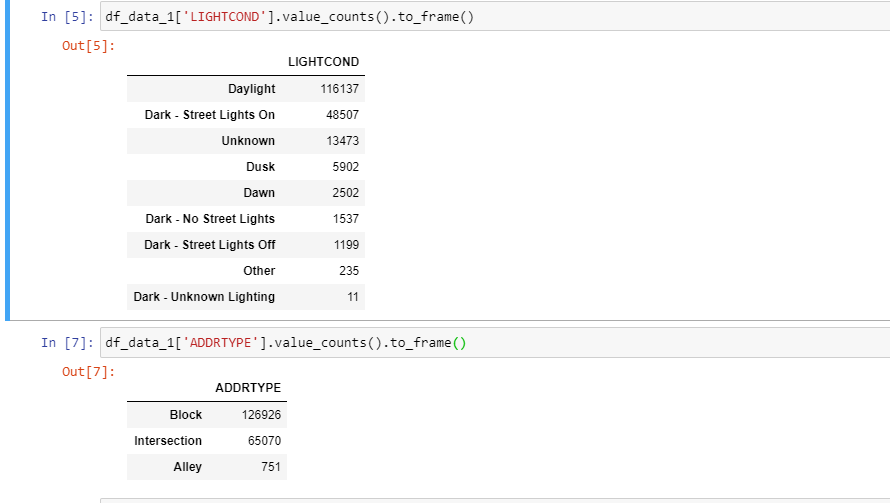 In [5]: df_data_1['LIGHTCOND'].value_counts().to_frame()
Out[5]:
LIGHTCOND
Daylight 116137
Dark - Street Lights On 48507
Unknown 13473
Dusk 5902
Dawn 2502
Dark - No Street Lights 1537
Dark - Street Lights Off 1199
Other 235
Dark - Unknown Lighting 11
In [7]: df_data_1['ADDRTYPE'].value_counts().to_frame()
Out[7]:
ADDRTYPE
Block 126926
Intersection 65070
Alley 751